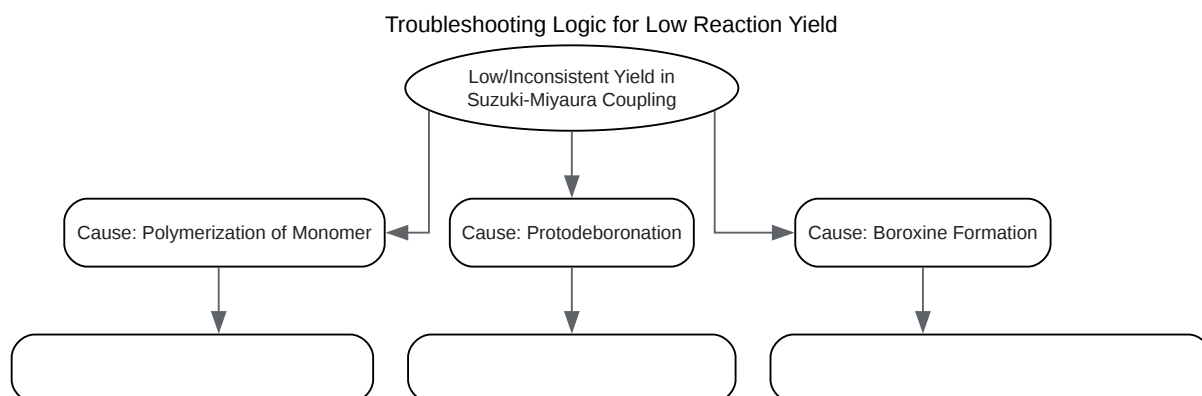 Troubleshooting Logic for Low Reaction Yield
Low/Inconsistent Yield in
Suzuki-Miyaura Coupling
Cause: Polymerization of Monomer
Cause: Protodeboronation
Cause: Boroxine Formation